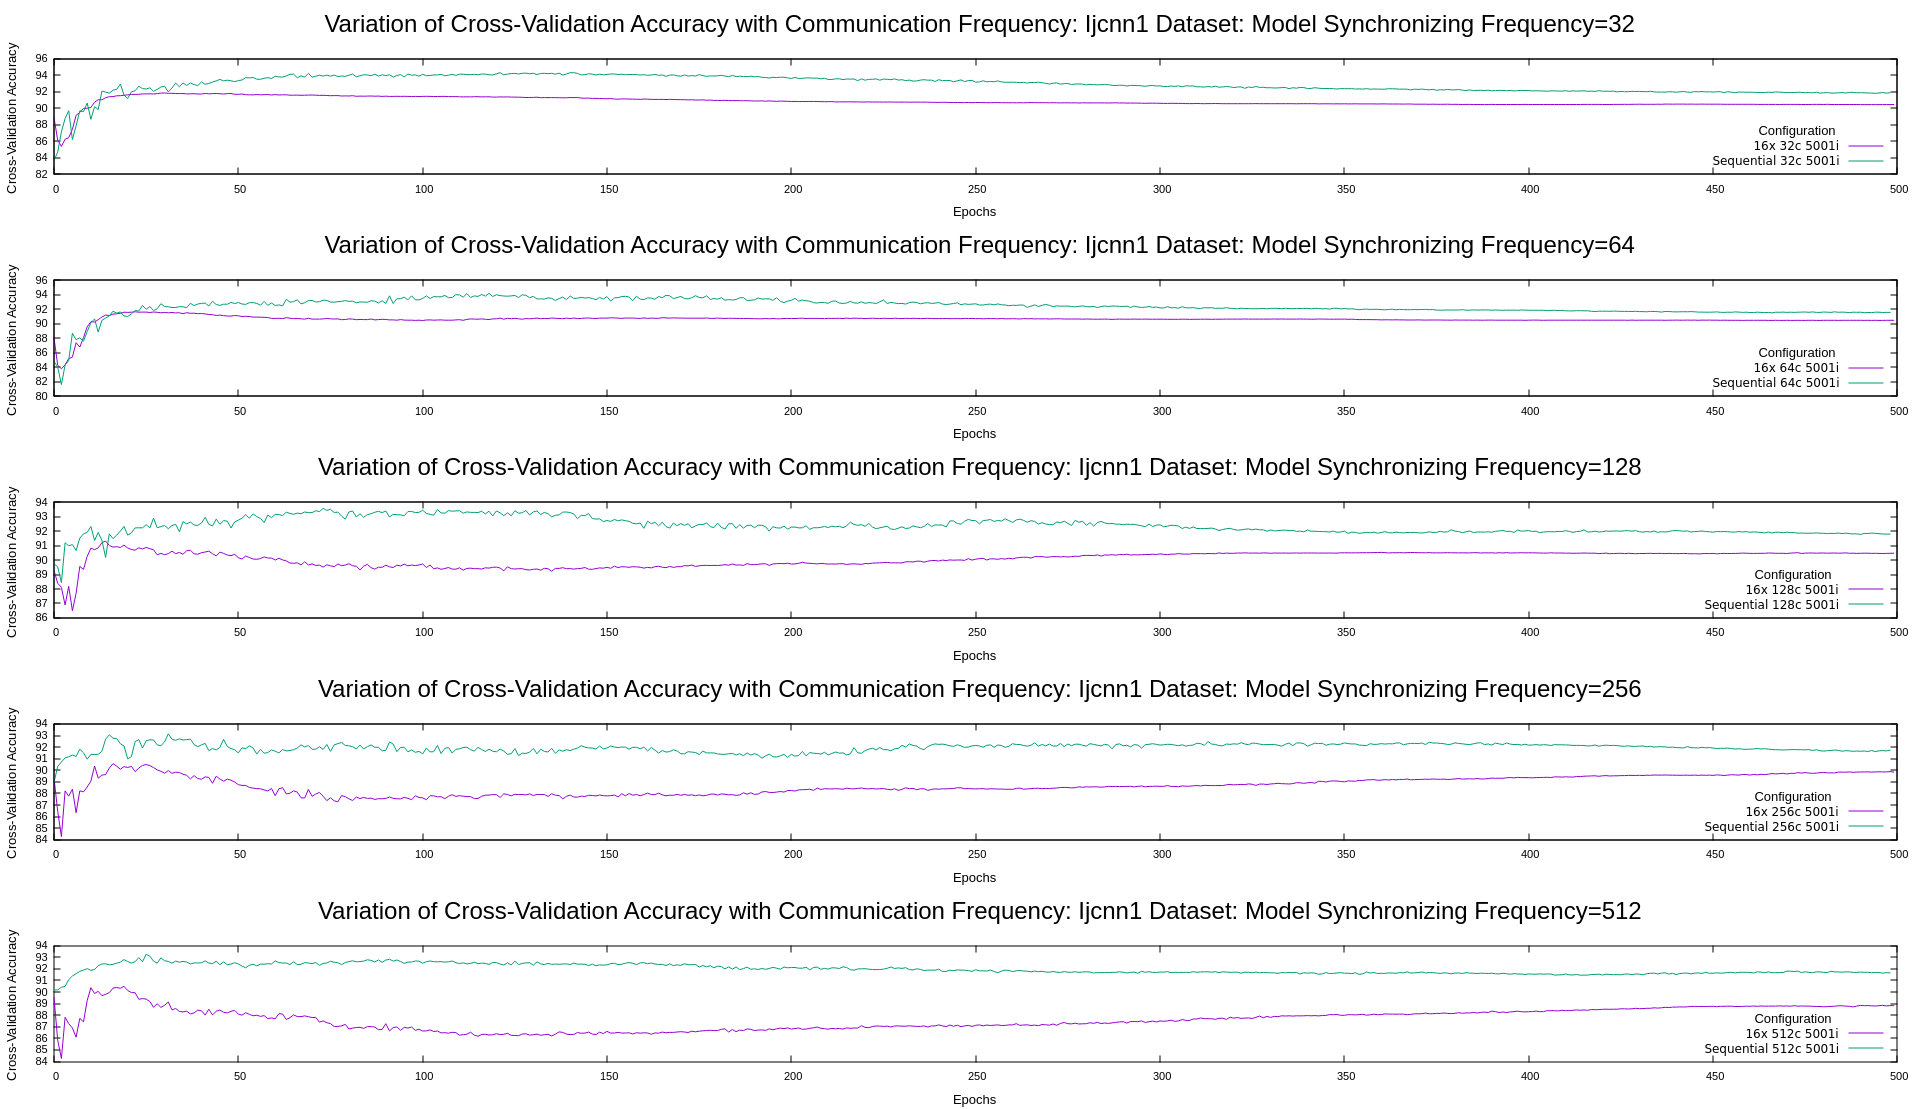 Variation of Cross-Validation Accuracy with Communication Frequency: Ijcnn1 Dataset: Model Synchronizing Frequency=32
Cross-Validation Accuracy
96
94
92
90
88
86
84
82
Configuration
16x 32c 5001i
Sequential 32c 5001i
0 50 100 150 200 250 300 350 400 450 500
Epochs
Variation of Cross-Validation Accuracy with Communication Frequency: Ijcnn1 Dataset: Model Synchronizing Frequency=64
Cross-Validation Accuracy
96
94
92
90
88
86
84
82
80
Configuration
16x 64c 5001i
Sequential 64c 5001i
0 50 100 150 200 250 300 350 400 450 500
Epochs
Variation of Cross-Validation Accuracy with Communication Frequency: Ijcnn1 Dataset: Model Synchronizing Frequency=128
Cross-Validation Accuracy
94
93
92
91
90
89
88
87
86
Configuration
16x 128c 5001i
Sequential 128c 5001i
0 50 100 150 200 250 300 350 400 450 500
Epochs
Variation of Cross-Validation Accuracy with Communication Frequency: Ijcnn1 Dataset: Model Synchronizing Frequency=256
Cross-Validation Accuracy
94
93
92
91
90
89
88
87
86
85
84
Configuration
16x 256c 5001i
Sequential 256c 5001i
0 50 100 150 200 250 300 350 400 450 500
Epochs
Variation of Cross-Validation Accuracy with Communication Frequency: Ijcnn1 Dataset: Model Synchronizing Frequency=512
Cross-Validation Accuracy
94
93
92
91
90
89
88
87
86
85
84
Configuration
16x 512c 5001i
Sequential 512c 5001i
0 50 100 150 200 250 300 350 400 450 500
Epochs